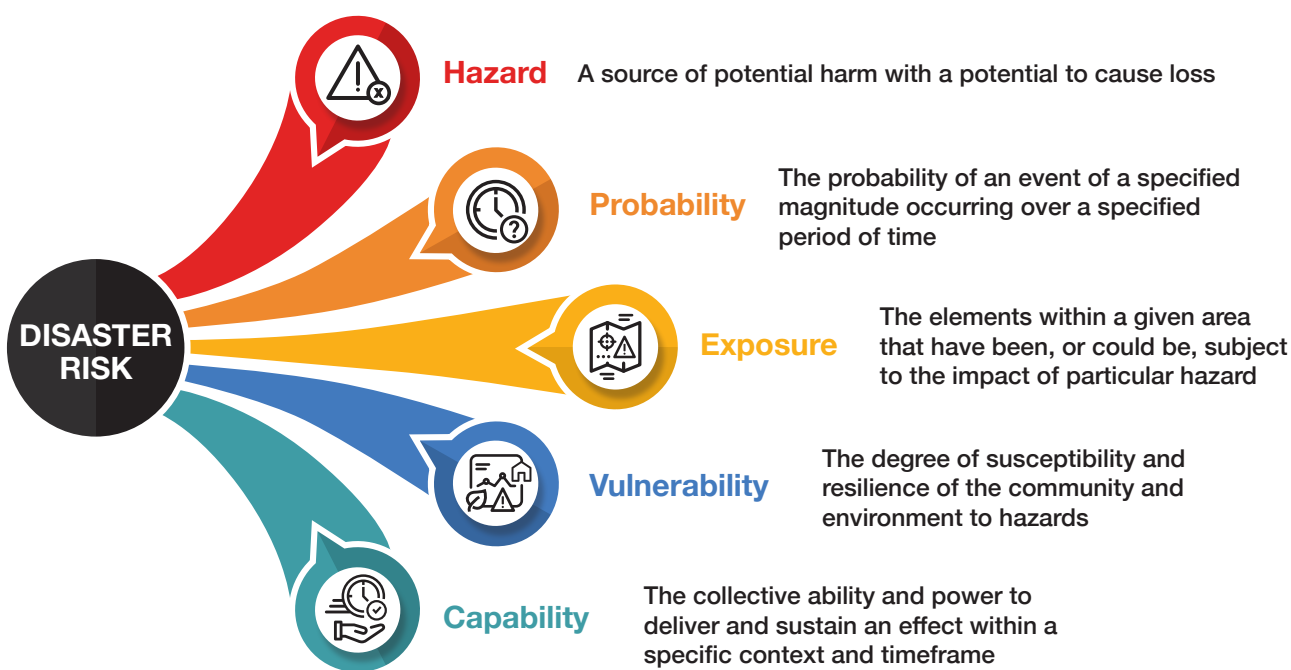 Hazard
A source of potential harm with a potential to cause loss
Probability
The probability of an event of a specified
magnitude occurring over a specified
period of time
DISASTER
RISK
Exposure
The elements within a given area
that have been, or could be, subject
to the impact of particular hazard
Vulnerability
The degree of susceptibility and
resilience of the community and
environment to hazards
Capability
The collective ability and power to
deliver and sustain an effect within a
specific context and timeframe